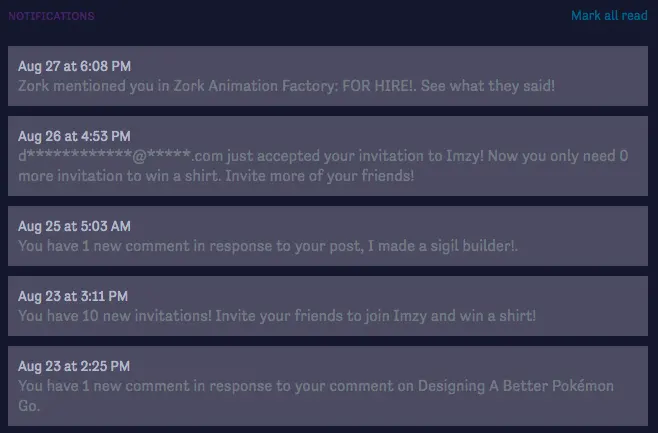 NOTIFICATIONS
Mark all read
Aug 27 at 6:08 PM
Zork mentioned you in Zork Animation Factory: FOR HIRE!. See what they said!
Aug 26 at 4:53 PM
d************@*****.com just accepted your invitation to Imzy! Now you only need 0
more invitation to win a shirt. Invite more of your friends!
Aug 25 at 5:03 AM
You have 1 new comment in response to your post, I made a sigil builder!.
Aug 23 at 3:11 PM
You have 10 new invitations! Invite your friends to join Imzy and win a shirt!
Aug 23 at 2:25 PM
You have 1 new comment in response to your comment on Designing A Better Pokémon
Go.